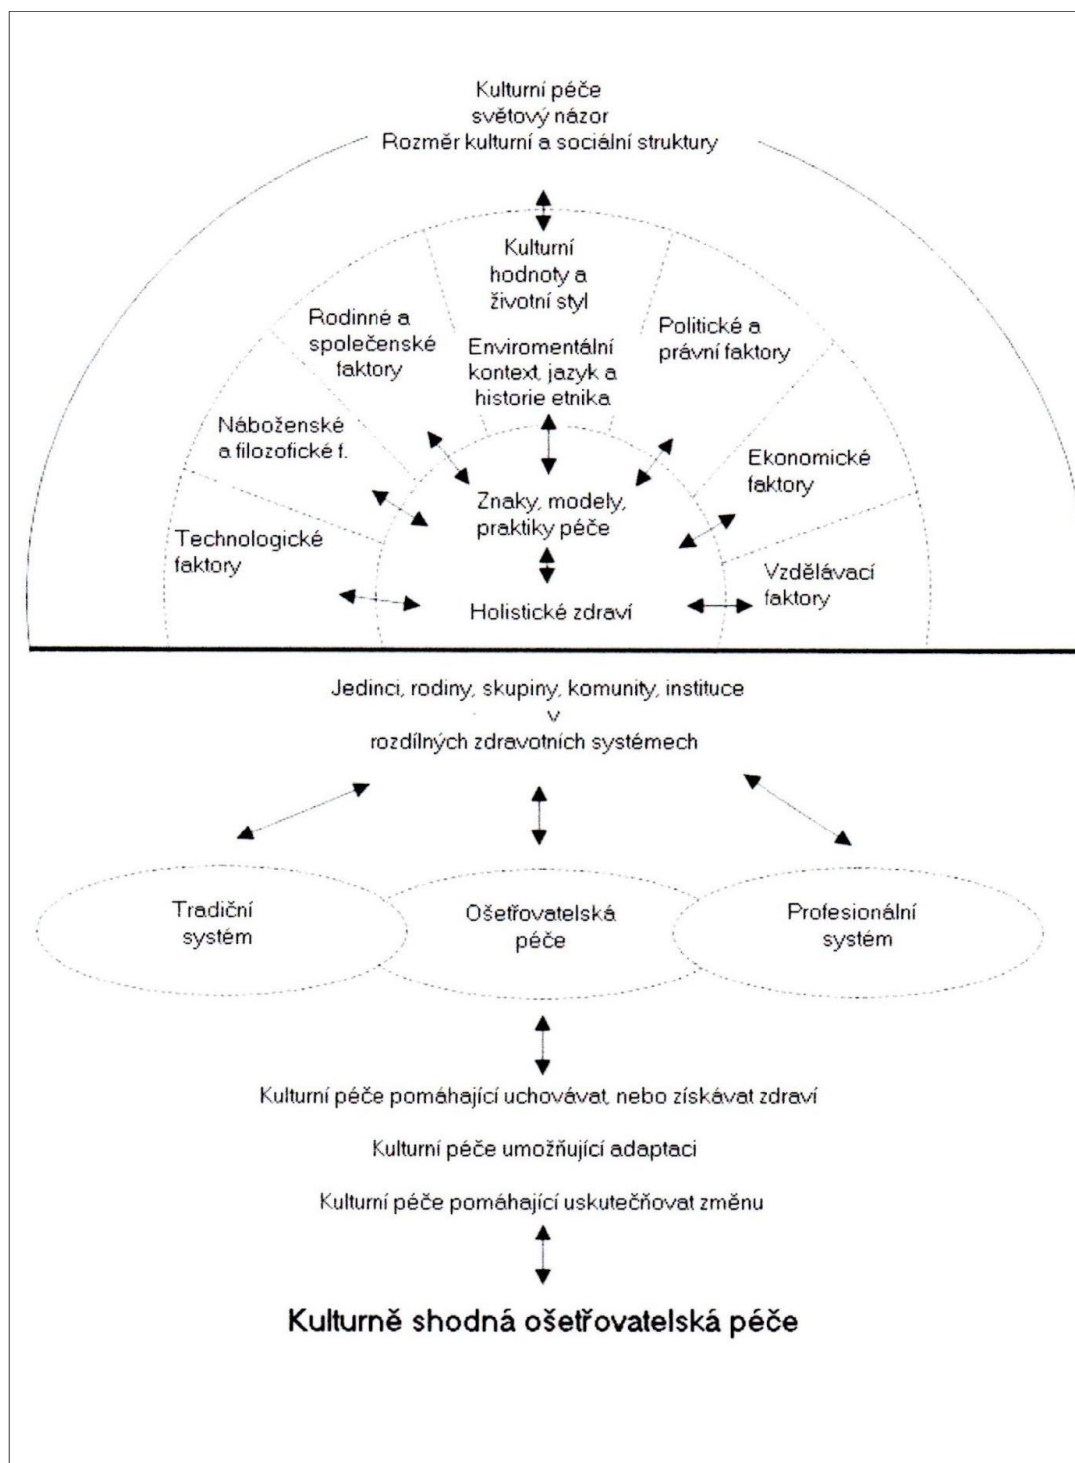 Kulturní péče
světový názor
Rozměr kulturní a sociální struktury
Kulturní
hodnoty a
životní styl
Rodinné a
společenské
faktory
Politické a
právní faktory
Enviromentální
kontext, jazyk a
historie etnika
Náboženské
a filozofické f.
Ekonomické
faktory
Znaky, modely,
praktiky péče
Technologické
faktory
Vzdělávací
faktory
Holistické zdraví
Jedinci, rodiny, skupiny, komunity, instituce
v
rozdílných zdravotních systémech
Tradiční
systém
Ošetřovatelská
péče
Profesionální
systém
Kulturní péče pomáhající uchovávat, nebo získávat zdraví
Kulturní péče umožňující adaptaci
Kulturní péče pomáhající uskutečňovat změnu
Kulturně shodná ošetřovatelská péče